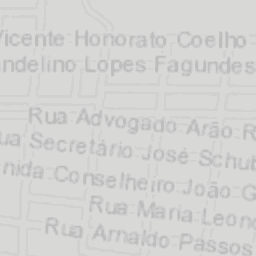 Vicente Honorato Coelho
ndelino Lopes Fagundes
Rua Advogado Arão R
ua Secretário José Schub
nida Conselheiro João G
Rua Maria Leono
Rua Arnaldo Passos